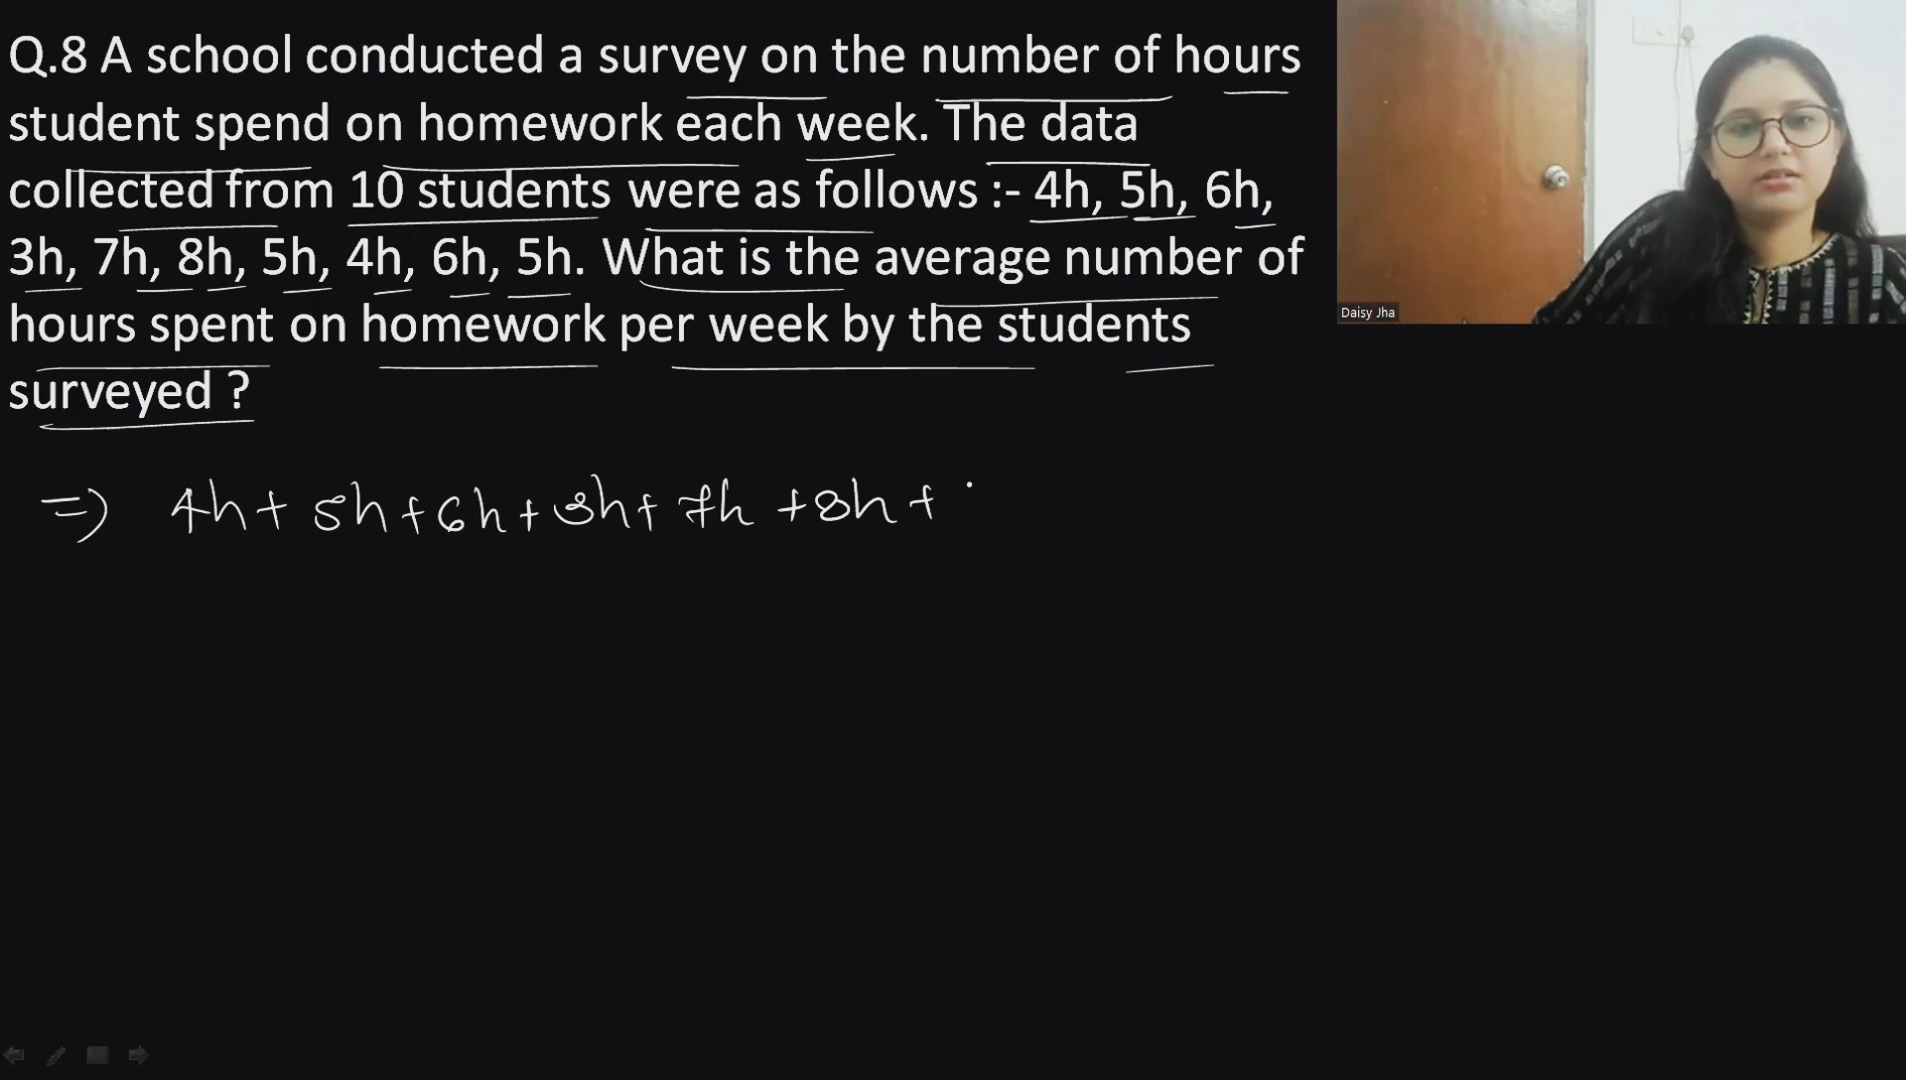 Q.8 A school conducted a survey on the number of hours
student spend on homework each week. The data
collected from 10 students were as follows :- 4h, 5h, 6h,
3h, 7h, 8h, 5h, 4h, 6h, 5h. What is the average number of
hours spent on homework per week by the students
surveyed ?
Daisy Jha
=> 4h + 5h + 6h + 3h + 7h + 8h +